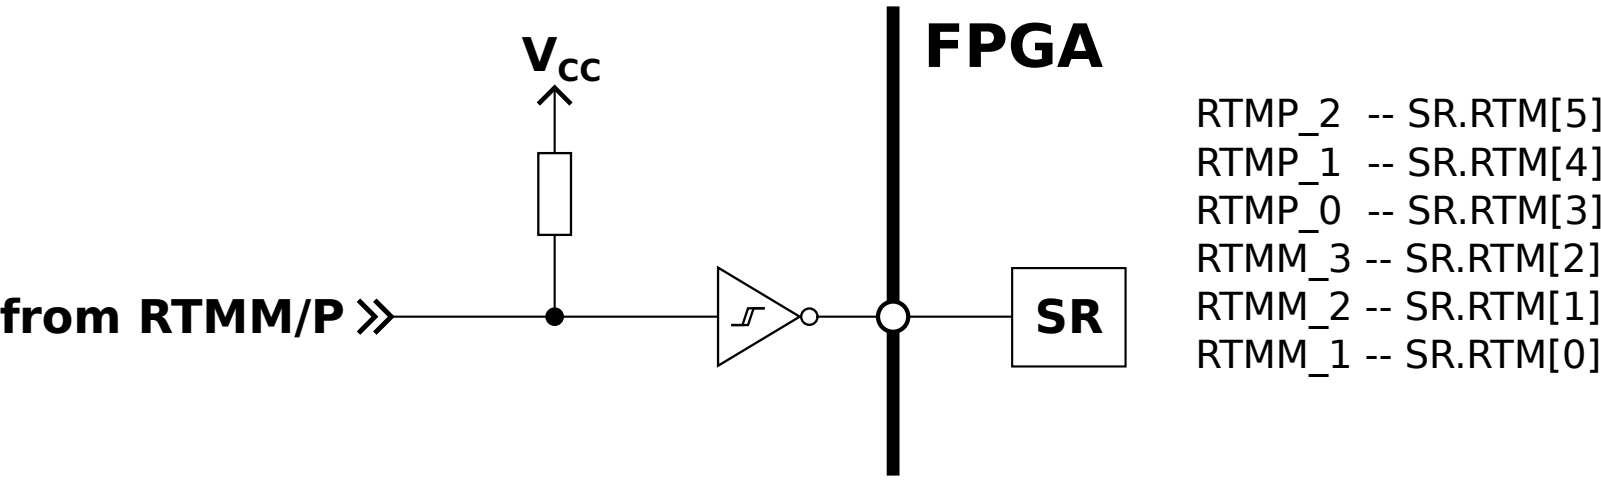 V_CC
FPGA
from RTMM/P
SR
RTMP_2 -- SR.RTM[5]
RTMP_1 -- SR.RTM[4]
RTMP_0 -- SR.RTM[3]
RTMM_3 -- SR.RTM[2]
RTMM_2 -- SR.RTM[1]
RTMM_1 -- SR.RTM[0]